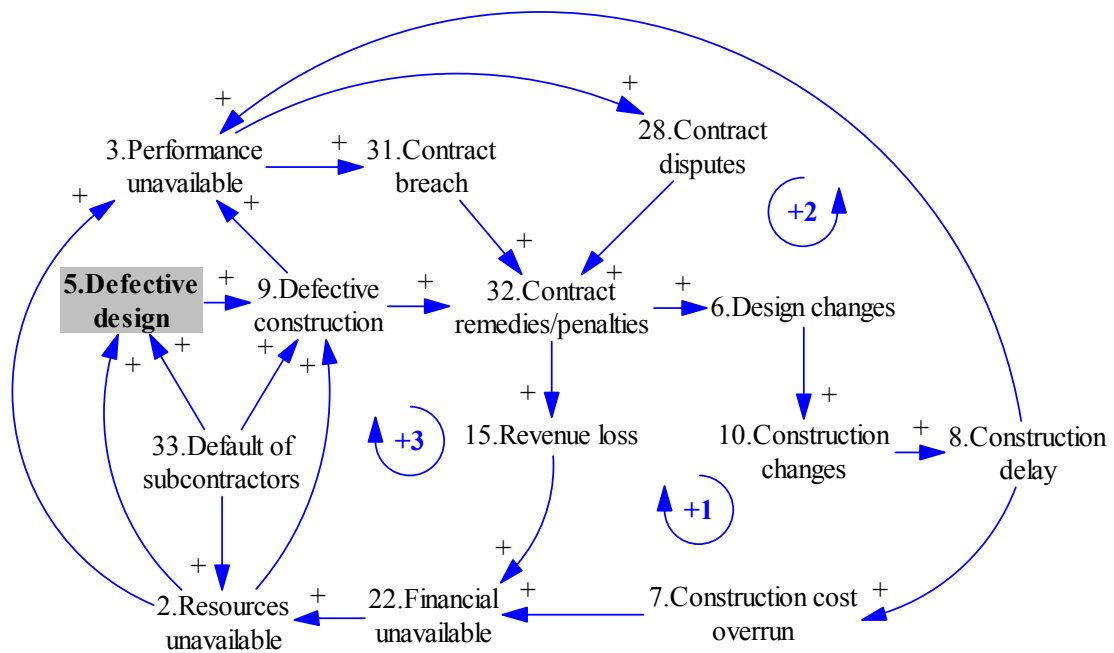 +
+
28.Contract
disputes
3.Performance
unavailable
+
31.Contract
breach
+
+
+2
+
+
5.Defective
design
+
9.Defective
construction
+
32.Contract
remedies/penalties
+
6.Design changes
+
+
+
+
+
+
33.Default of
subcontractors
+3
15.Revenue loss
10.Construction
changes
+
8.Construction
delay
+1
+
+
2.Resources
unavailable
+
22.Financial
unavailable
+
7.Construction cost
overrun
+